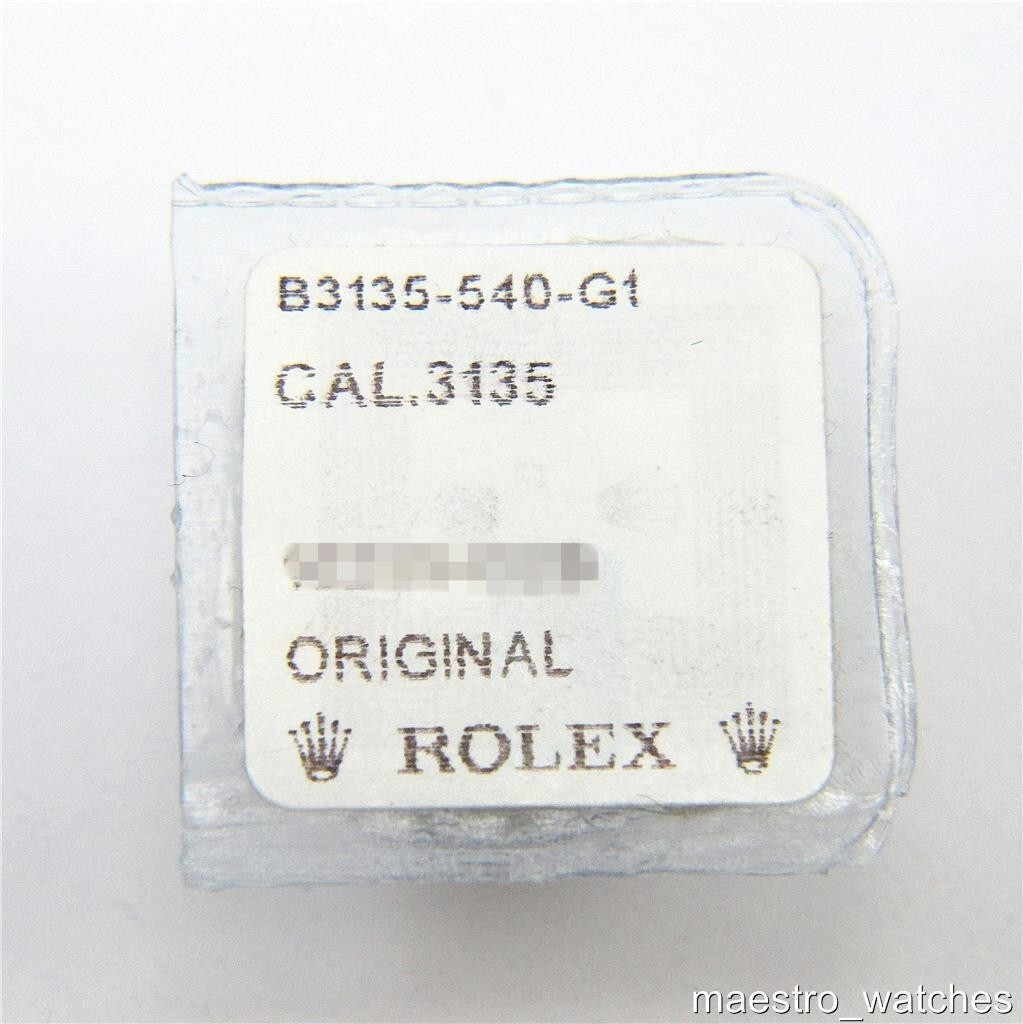 B3135-540-G1
CAL.3135
ORIGINAL
ROLEX
maestro_watches